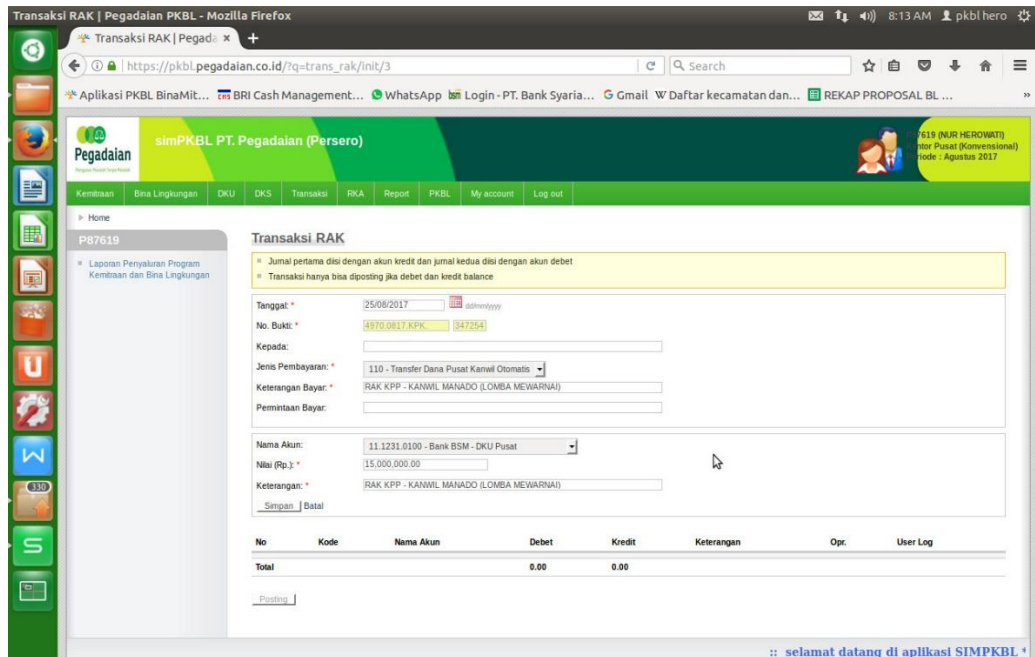 Transaksi RAK | Pegadaian PKBL - Mozilla Firefox
8:13 AM pkbl hero
Transaksi RAK | Pegada × +
https://pkbl.pegadaian.co.id/?q=trans_rak/init/3
Search
Aplikasi PKBL BinaMit... BRI Cash Management... WhatsApp Login - PT. Bank Syaria... Gmail Daftar kecamatan dan... REKAP PROPOSAL BL ...
Pegadaian
simPKBL PT. Pegadaian (Persero)
7619 (NUR HEROWATI)
ntor Pusat (Konvensional)
riode : Agustus 2017
Kemitraan Bina Lingkungan DKU DKS Transaksi RKA Report PKBL My account Log out
Home
P87619
Laporan Penyaluran Program
Kemitraan dan Bina Lingkungan
Transaksi RAK
Jurnal pertama diisi dengan akun kredit dan jurnal kedua diisi dengan akun debet
Transaksi hanya bisa diposting jika debet dan kredit balance
Tanggal: * 25/08/2017 dd/mm/yyyy
No. Bukti: * 4970.0817.KPK. 347254
Kepada:
Jenis Pembayaran: * 110 - Transfer Dana Pusat Kanwil Otomatis
Keterangan Bayar: * RAK KPP - KANWIL MANADO (LOMBA MEWARNAI)
Permintaan Bayar:
Nama Akun: 11.1231.0100 - Bank BSM - DKU Pusat
Nilai (Rp.): * 15,000,000.00
Keterangan: * RAK KPP - KANWIL MANADO (LOMBA MEWARNAI)
Simpan Batal
No Kode Nama Akun Debet Kredit Keterangan Opr. User Log
Total 0.00 0.00
Posting
330
:: selamat datang di aplikasi SIMPKBL *